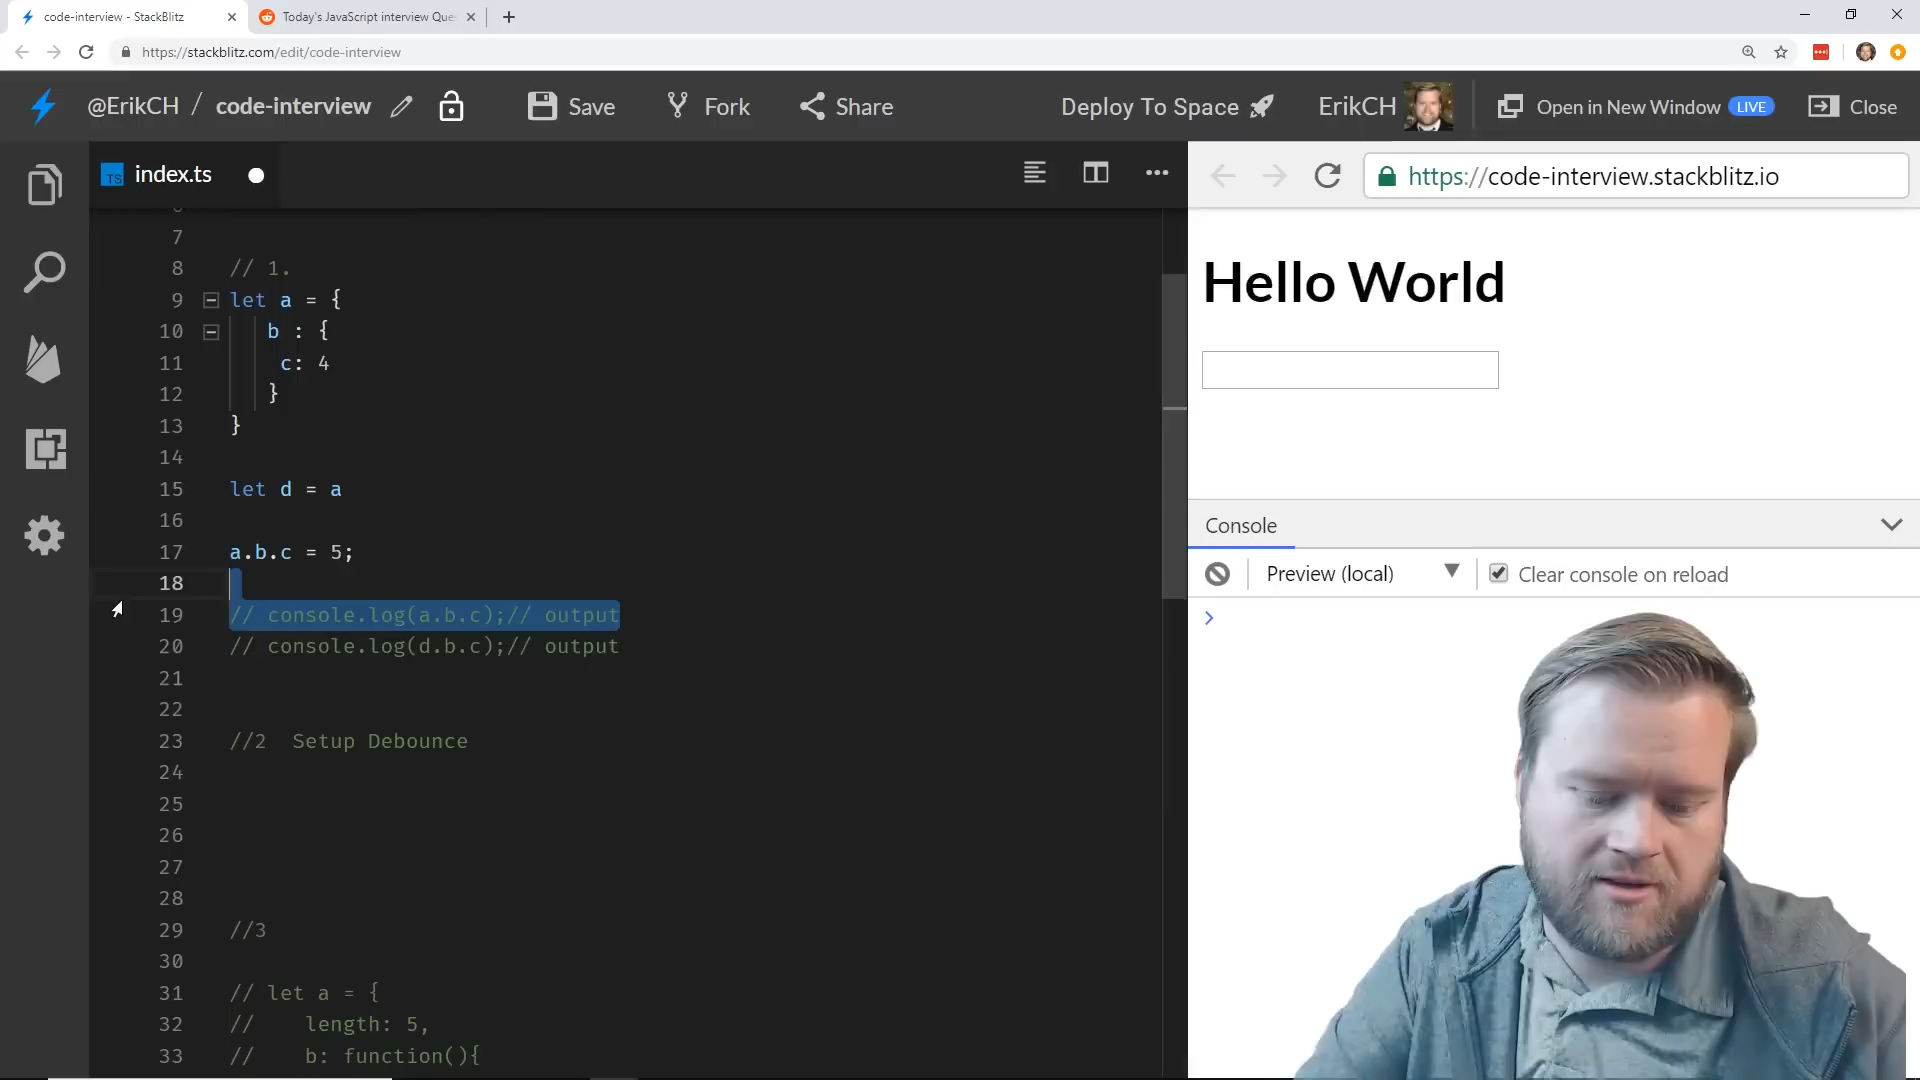 code-interview - StackBlitz
Today's JavaScript interview Que
https://stackblitz.com/edit/code-interview
@ErikCH / code-interview
Save
Fork
Share
Deploy To Space
ErikCH
Open in New Window LIVE
Close
TS index.ts
https://code-interview.stackblitz.io
7
8 // 1.
9 let a = {
10 b : {
11 c: 4
12 }
13 }
14
15 let d = a
16
17 a.b.c = 5;
18
19 // console.log(a.b.c);// output
20 // console.log(d.b.c);// output
21
22
23 //2 Setup Debounce
24
25
26
27
28
29 //3
30
31 // let a = {
32 // length: 5,
33 // b: function(){
Hello World
Console
Preview (local)
Clear console on reload